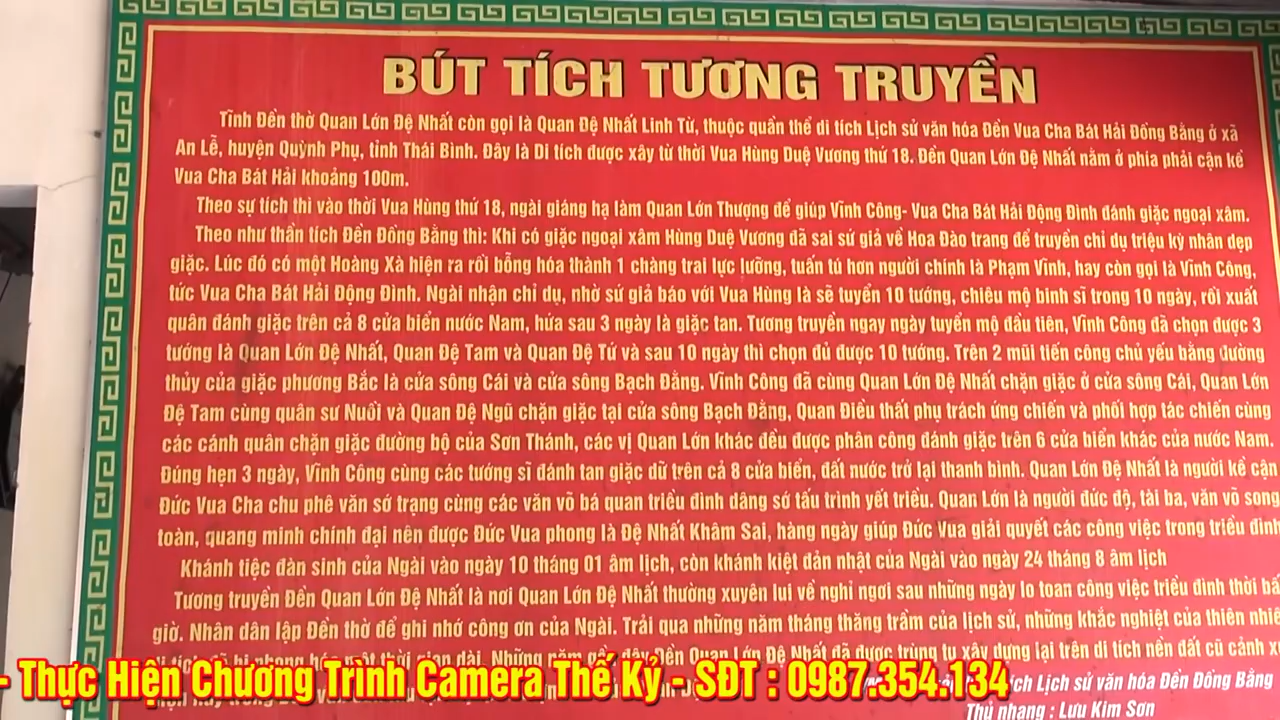 BÚT TÍCH TƯƠNG TRUYỀN
Tĩnh Đền thờ Quan Lớn Đệ Nhất còn gọi là Quan Đệ Nhất Linh Từ, thuộc quần thể di tích Lịch sử văn hóa Đền Vua Cha Bát Hải Đồng Bằng ở xã
An Lễ, huyện Quỳnh Phụ, tỉnh Thái Bình. Đây là Di tích được xây từ thời Vua Hùng Duệ Vương thứ 18. Đền Quan Lớn Đệ Nhất nằm ở phía phải cận kề
Vua Cha Bát Hải khoảng 100m.
Theo sự tích thì vào thời Vua Hùng thứ 18, ngài giáng hạ làm Quan Lớn Thượng để giúp Vĩnh Công- Vua Cha Bát Hải Động Đình đánh giặc ngoại xâm.
Theo như thần tích Đền Đồng Bằng thì: Khi có giặc ngoại xâm Hùng Duệ Vương đã sai sứ giả về Hoa Đào trang để truyền chỉ dụ triệu kỳ nhân dẹp
giặc. Lúc đó có một Hoàng Xà hiện ra rồi bỗng hóa thành 1 chàng trai lực lưỡng, tuấn tú hơn người chính là Phạm Vĩnh, hay còn gọi là Vĩnh Công,
tức Vua Cha Bát Hải Động Đình. Ngài nhận chỉ dụ, nhờ sứ giả báo với Vua Hùng là sẽ tuyển 10 tướng, chiêu mộ binh sĩ trong 10 ngày, rồi xuất
quân đánh giặc trên cả 8 cửa biển nước Nam, hứa sau 3 ngày là giặc tan. Tương truyền ngay ngày tuyển mộ đầu tiên, Vĩnh Công đã chọn được 3
tướng là Quan Lớn Đệ Nhất, Quan Đệ Tam và Quan Đệ Tứ và sau 10 ngày thì chọn đủ được 10 tướng. Trên 2 mũi tiến công chủ yếu bằng đường
thủy của giặc phương Bắc là cửa sông Cái và cửa sông Bạch Đằng. Vĩnh Công đã cùng Quan Lớn Đệ Nhất chặn giặc ở cửa sông Cái, Quan Lớn
Đệ Tam cùng quân sư Nuôi và Quan Đệ Ngũ chặn giặc tại cửa sông Bạch Đằng, Quan Điều thất phụ trách ứng chiến và phối hợp tác chiến cùng
các cánh quân chặn giặc đường bộ của Sơn Thánh, các vị Quan Lớn khác đều được phân công đánh giặc trên 6 cửa biển khác của nước Nam.
Đúng hẹn 3 ngày, Vĩnh Công cùng các tướng sĩ đánh tan giặc dữ trên cả 8 cửa biển, đất nước trở lại thanh bình. Quan Lớn Đệ Nhất là người kề cận
Đức Vua Cha chu phê văn sớ trạng cùng các văn võ bá quan triều đình dâng sớ tấu trình yết triều. Quan Lớn là người đức độ, tài ba, văn võ song
toàn, quang minh chính đại nên được Đức Vua phong là Đệ Nhất Khâm Sai, hàng ngày giúp Đức Vua giải quyết các công việc trong triều đình
Khánh tiệc đản sinh của Ngài vào ngày 10 tháng 01 âm lịch, còn khánh kiệt đản nhật của Ngài vào ngày 24 tháng 8 âm lịch
Tương truyền Đền Quan Lớn Đệ Nhất là nơi Quan Lớn Đệ Nhất thường xuyên lui về nghỉ ngơi sau những ngày lo toan công việc triều đình thời
giờ. Nhân dân lập Đền thờ để ghi nhớ công ơn của Ngài. Trải qua những năm tháng thăng trầm của lịch sử, những khắc nghiệt của thiên
Những năm gần đây Đền Quan Lớn Đệ Nhất đã được trùng tu xây dựng lại trên di tích nền đất cũ cảnh
- Thực Hiện Chương Trình Camera Thế Kỷ - SĐT : 0987.354.134
tích Lịch sử văn hóa Đền Đồng Bằng
Thủ nhang : Lưu Kim Sơn